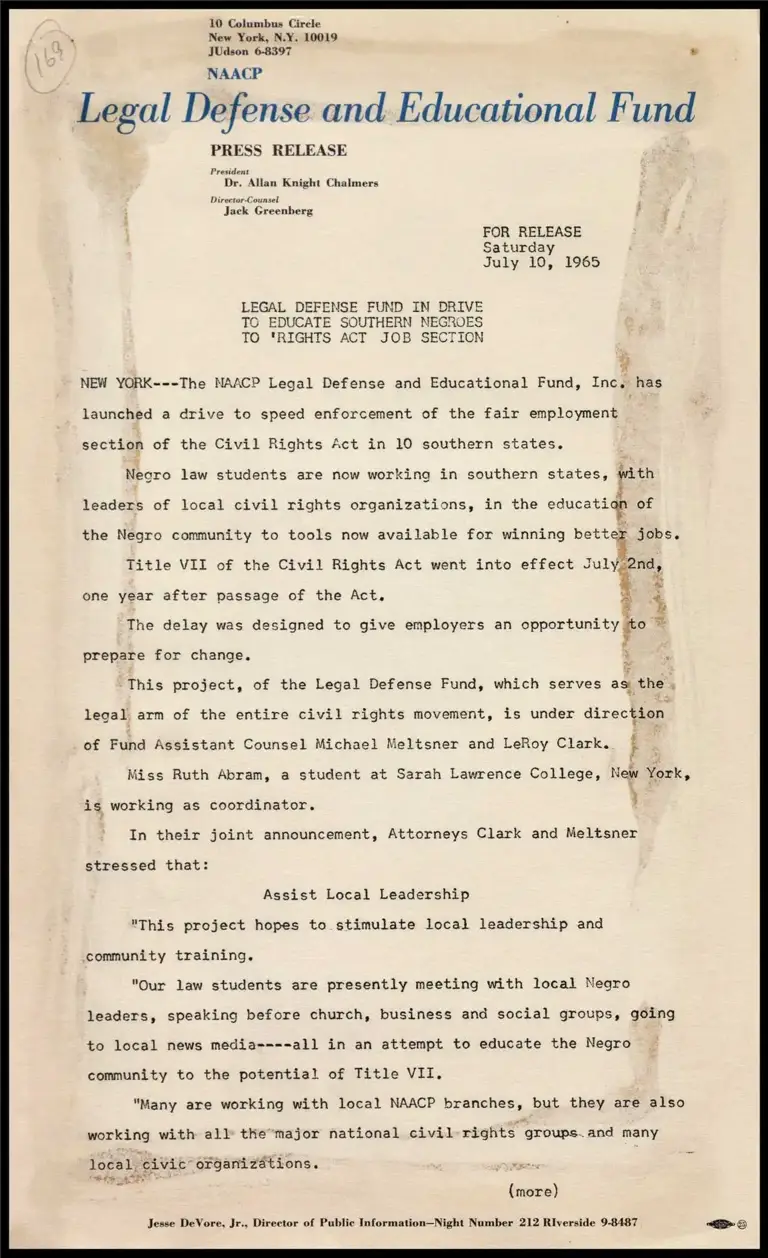 169
10 Columbus Circle
New York, N.Y. 10019
JUdson 6-8397
NAACP
Legal Defense and Educational Fund
PRESS RELEASE
President
Dr. Allan Knight Chalmers
Director-Counsel
Jack Greenberg
FOR RELEASE
Saturday
July 10, 1965
LEGAL DEFENSE FUND IN DRIVE
TO EDUCATE SOUTHERN NEGROES
TO 'RIGHTS ACT JOB SECTION
NEW YORK---The NAACP Legal Defense and Educational Fund, Inc. has
launched a drive to speed enforcement of the fair employment
section of the Civil Rights Act in 10 southern states.
Negro law students are now working in southern states, with
leaders of local civil rights organizations, in the education of
the Negro community to tools now available for winning better jobs.
Title VII of the Civil Rights Act went into effect July 2nd,
one year after passage of the Act.
The delay was designed to give employers an opportunity to
prepare for change.
This project, of the Legal Defense Fund, which serves as the
legal arm of the entire civil rights movement, is under direction
of Fund Assistant Counsel Michael Meltsner and LeRoy Clark.
Miss Ruth Abram, a student at Sarah Lawrence College, New York,
is working as coordinator.
In their joint announcement, Attorneys Clark and Meltsner
stressed that:
Assist Local Leadership
"This project hopes to stimulate local leadership and
community training.
"Our law students are presently meeting with local Negro
leaders, speaking before church, business and social groups, going
to local news media----all in an attempt to educate the Negro
community to the potential of Title VII.
"Many are working with local NAACP branches, but they are also
working with all the major national civil rights groups and many
local civic organizations.
(more)
Jesse DeVore, Jr., Director of Public Information—Night Number 212 RIverside 9-8487